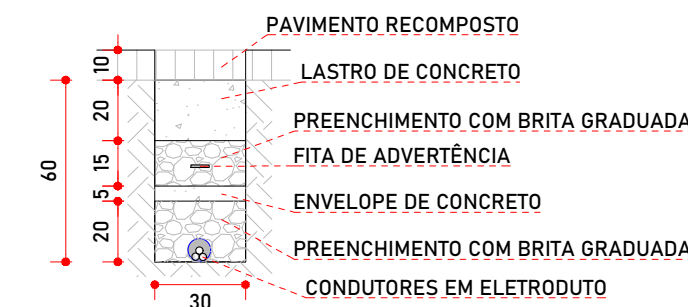 PAVIMENTO RECOMPOSTO
10
LASTRO DE CONCRETO
20
PREENCHIMENTO COM BRITA GRADUADA
60
15
FITA DE ADVERTÊNCIA
5
ENVELOPE DE CONCRETO
20
PREENCHIMENTO COM BRITA GRADUADA
CONDUTORES EM ELETRODUTO
30